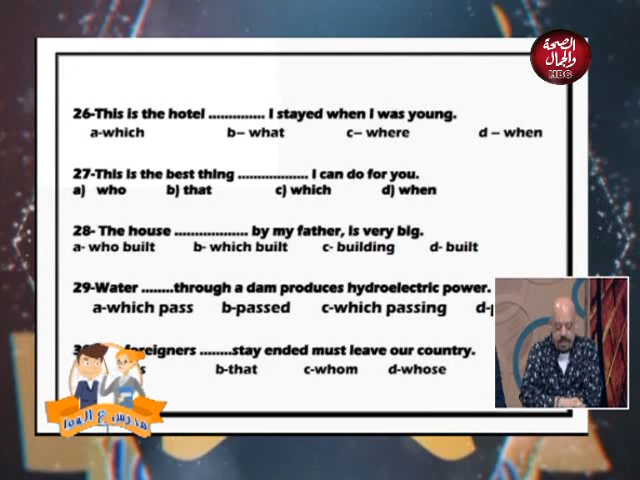 الصحة
والجمال
HBC
26-This is the hotel .............. I stayed when I was young.
a-which b– what c– where d – when
27-This is the best thing .................. I can do for you.
a) who b) that c) which d) when
28- The house .................. by my father, is very big.
a- who built b- which built c- building d- built
29-Water ........through a dam produces hydroelectric power.
a-which pass b-passed c-which passing
foreigners ........stay ended must leave our country.
b-that c-whom d-whose
مدرس ع الهوا